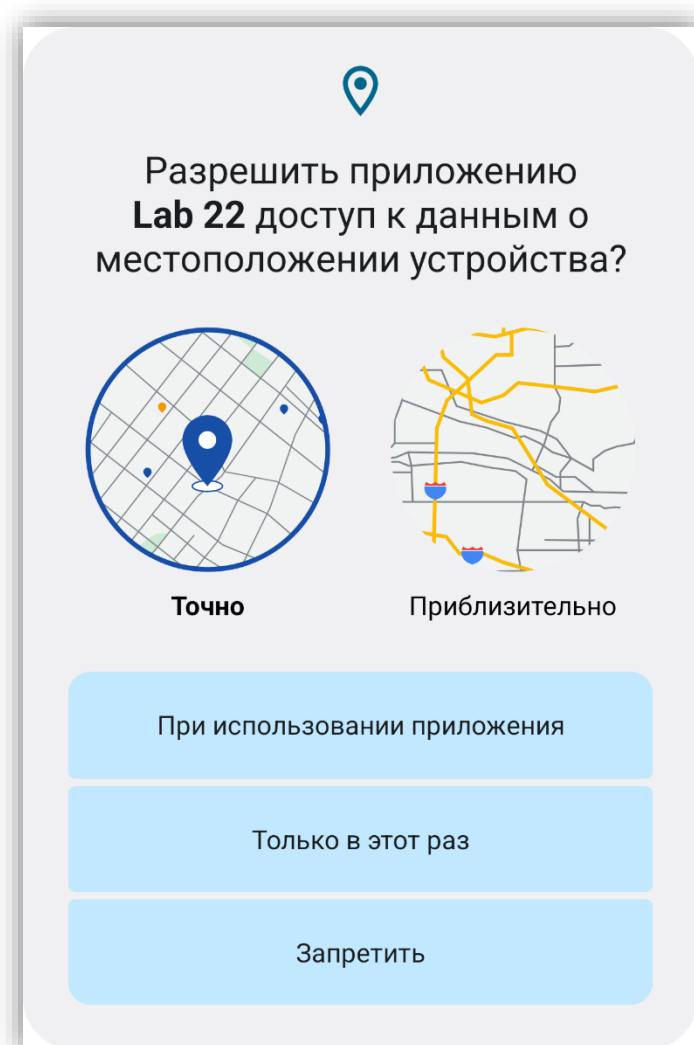 Разрешить приложению
Lab 22 доступ к данным о
местоположении устройства?
Точно
Приблизительно
При использовании приложения
Только в этот раз
Запретить